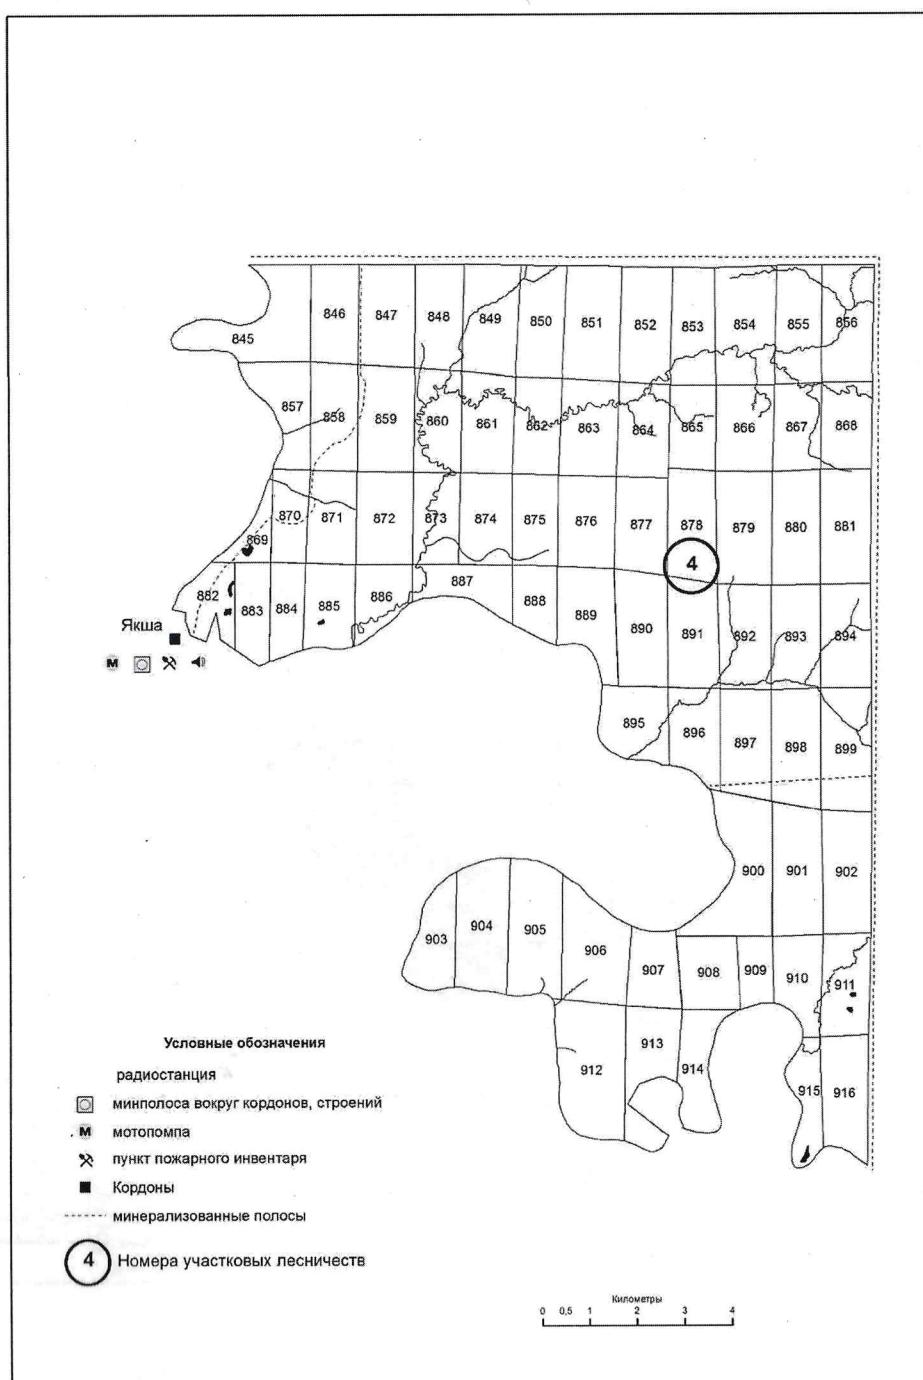 846 847 848 849 850 851 852 853 854 855 856
845
857 858 859 860 861 862 863 864 865 866 867 868
869 870 871 872 873 874 875 876 877 878 879 880 881
4
882 883 884 885 886 887 888 889 890 891 892 893 894
Якша
М
895 896 897 898 899
900 901 902
903 904 905 906 907 908 909 910 911
912 913 914 915 916
Условные обозначения
радиостанция
минполоса вокруг кордонов, строений
М мотопомпа
пункт пожарного инвентаря
Кордоны
минерализованные полосы
4 Номера участковых лесничеств
Километры
0 0,5 1 2 3 4